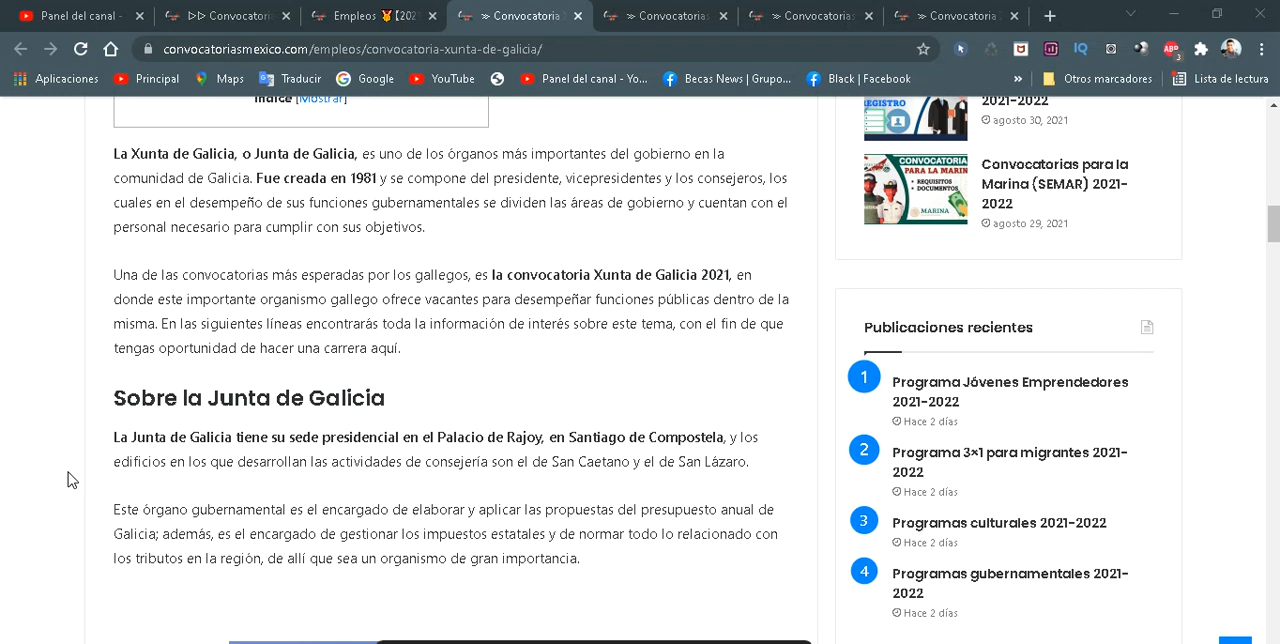 Panel del canal -
▷▷ Convocatori
Empleos 🏅【202
≫ Convocatoria
≫ Convocatorias
≫ Convocatorias
≫ Convocatoria 2
convocatoriasmexico.com/empleos/convocatoria-xunta-de-galicia/
Aplicaciones
Principal
Maps
Traducir
Google
YouTube
Panel del canal - Yo...
Becas News | Grupo...
Black | Facebook
»
Otros marcadores
Lista de lectura
Índice [Mostrar]
La Xunta de Galicia, o Junta de Galicia, es uno de los órganos más importantes del gobierno en la
comunidad de Galicia. Fue creada en 1981 y se compone del presidente, vicepresidentes y los consejeros, los
cuales en el desempeño de sus funciones gubernamentales se dividen las áreas de gobierno y cuentan con el
personal necesario para cumplir con sus objetivos.
Una de las convocatorias más esperadas por los gallegos, es la convocatoria Xunta de Galicia 2021, en
donde este importante organismo gallego ofrece vacantes para desempeñar funciones públicas dentro de la
misma. En las siguientes líneas encontrarás toda la información de interés sobre este tema, con el fin de que
tengas oportunidad de hacer una carrera aquí.
Sobre la Junta de Galicia
La Junta de Galicia tiene su sede presidencial en el Palacio de Rajoy, en Santiago de Compostela, y los
edificios en los que desarrollan las actividades de consejería son el de San Caetano y el de San Lázaro.
Este órgano gubernamental es el encargado de elaborar y aplicar las propuestas del presupuesto anual de
Galicia; además, es el encargado de gestionar los impuestos estatales y de normar todo lo relacionado con
los tributos en la región, de allí que sea un organismo de gran importancia.
REGISTRO
2021-2022
agosto 30, 2021
CONVOCATORIA
PARA LA MARIN
• REQUISITOS
• DOCUMENTOS
MARINA
Convocatorias para la
Marina (SEMAR) 2021-
2022
agosto 29, 2021
Publicaciones recientes
1
Programa Jóvenes Emprendedores
2021-2022
Hace 2 días
2
Programa 3×1 para migrantes 2021-
2022
Hace 2 días
3
Programas culturales 2021-2022
Hace 2 días
4
Programas gubernamentales 2021-
2022
Hace 2 días
IQ
ABP
3